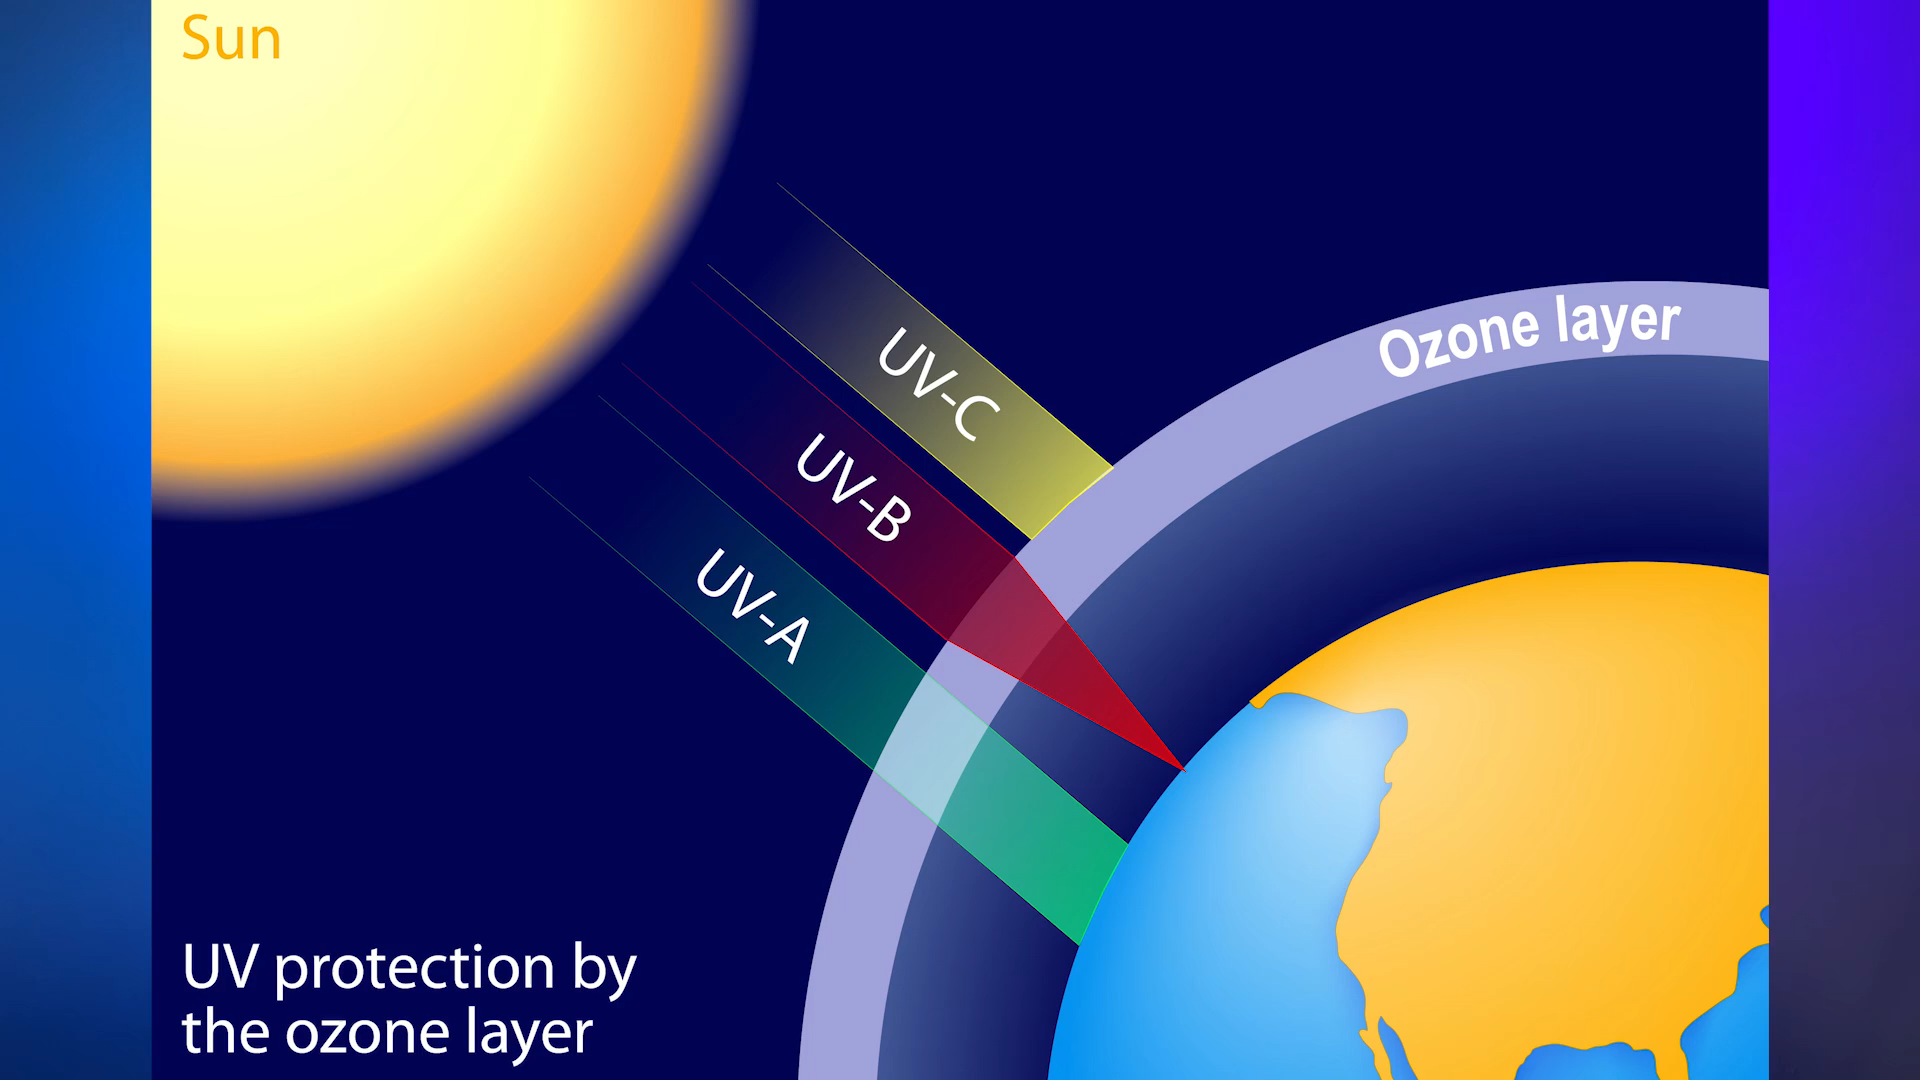 Sun
Ozone layer
UV-C
UV-B
UV-A
UV protection by
the ozone layer